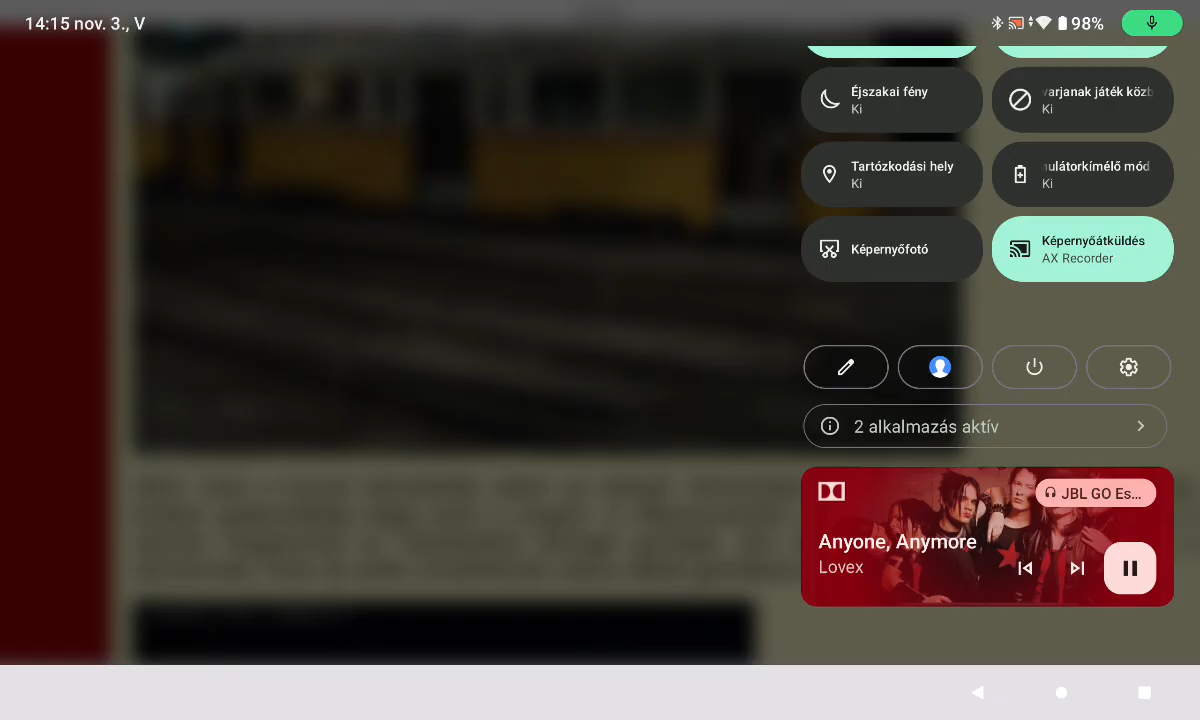 14:15 nov. 3., V
98%
Éjszakai fény
Ki
varjanak játék közb
Ki
Tartózkodási hely
Ki
nulátorkímélő mód
Ki
Képernyőfotó
Képernyőátküldés
AX Recorder
2 alkalmazás aktív
JBL GO Es...
Anyone, Anymore
Lovex